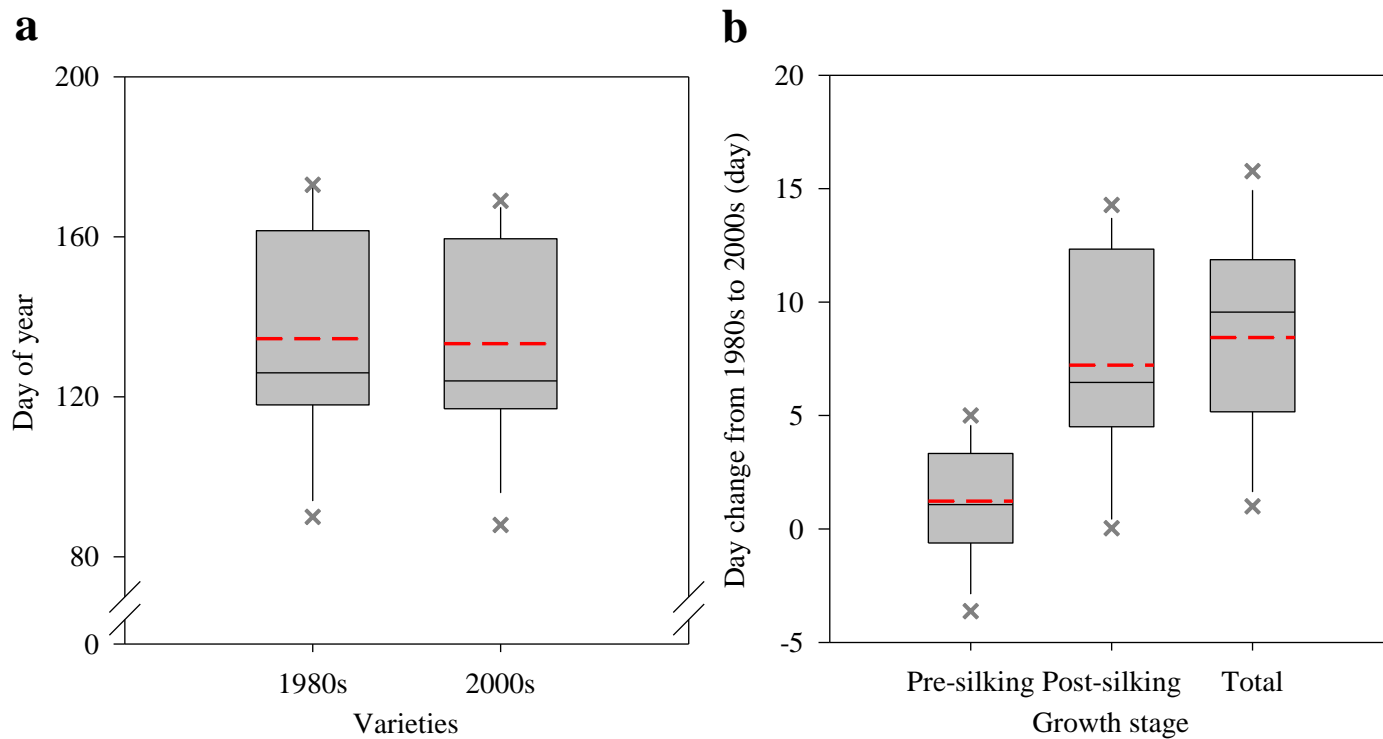 a
200
160
120
80
0
Day of year
1980s
2000s
Varieties
b
20
15
10
5
0
-5
Day change from 1980s to 2000s (day)
Pre-silking
Post-silking
Total
Growth stage